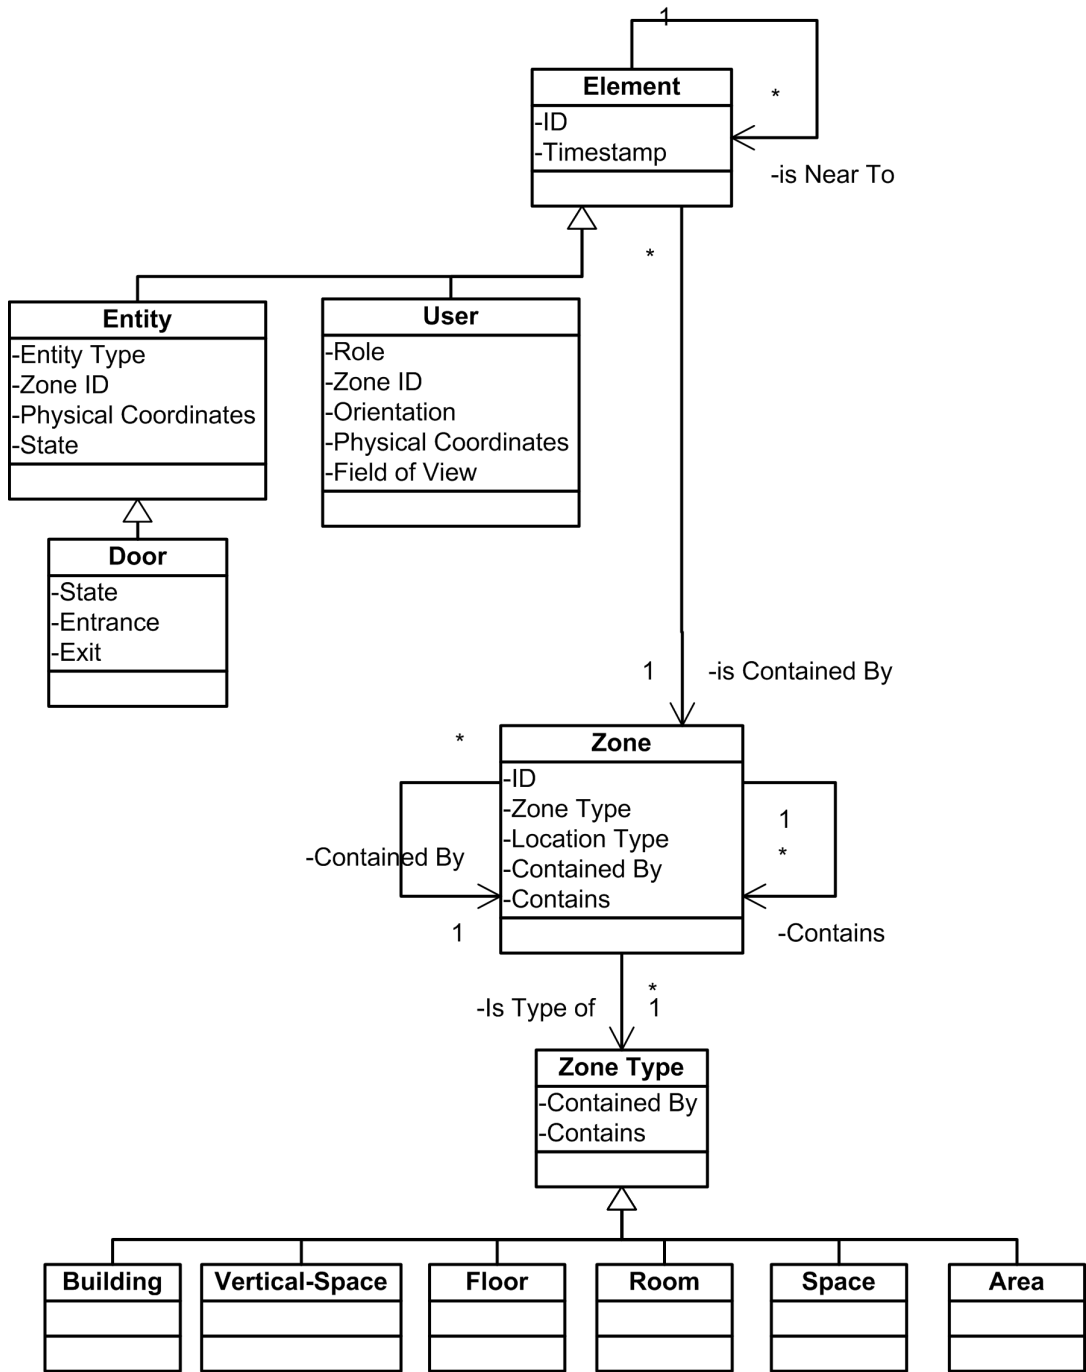 1
Element
-ID
-Timestamp
*
-is Near To
*
Entity
-Entity Type
-Zone ID
-Physical Coordinates
-State
User
-Role
-Zone ID
-Orientation
-Physical Coordinates
-Field of View
Door
-State
-Entrance
-Exit
1
-is Contained By
*
Zone
-ID
-Zone Type
-Location Type
-Contained By
-Contains
-Contained By
1
1
*
-Contains
-Is Type of
*
1
Zone Type
-Contained By
-Contains
Building
Vertical-Space
Floor
Room
Space
Area